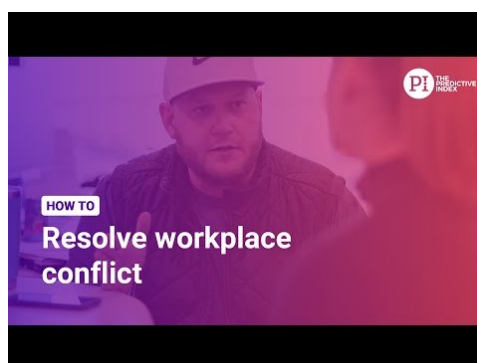 PI THE
PREDICTIVE
INDEX
HOW TO
Resolve workplace
conflict